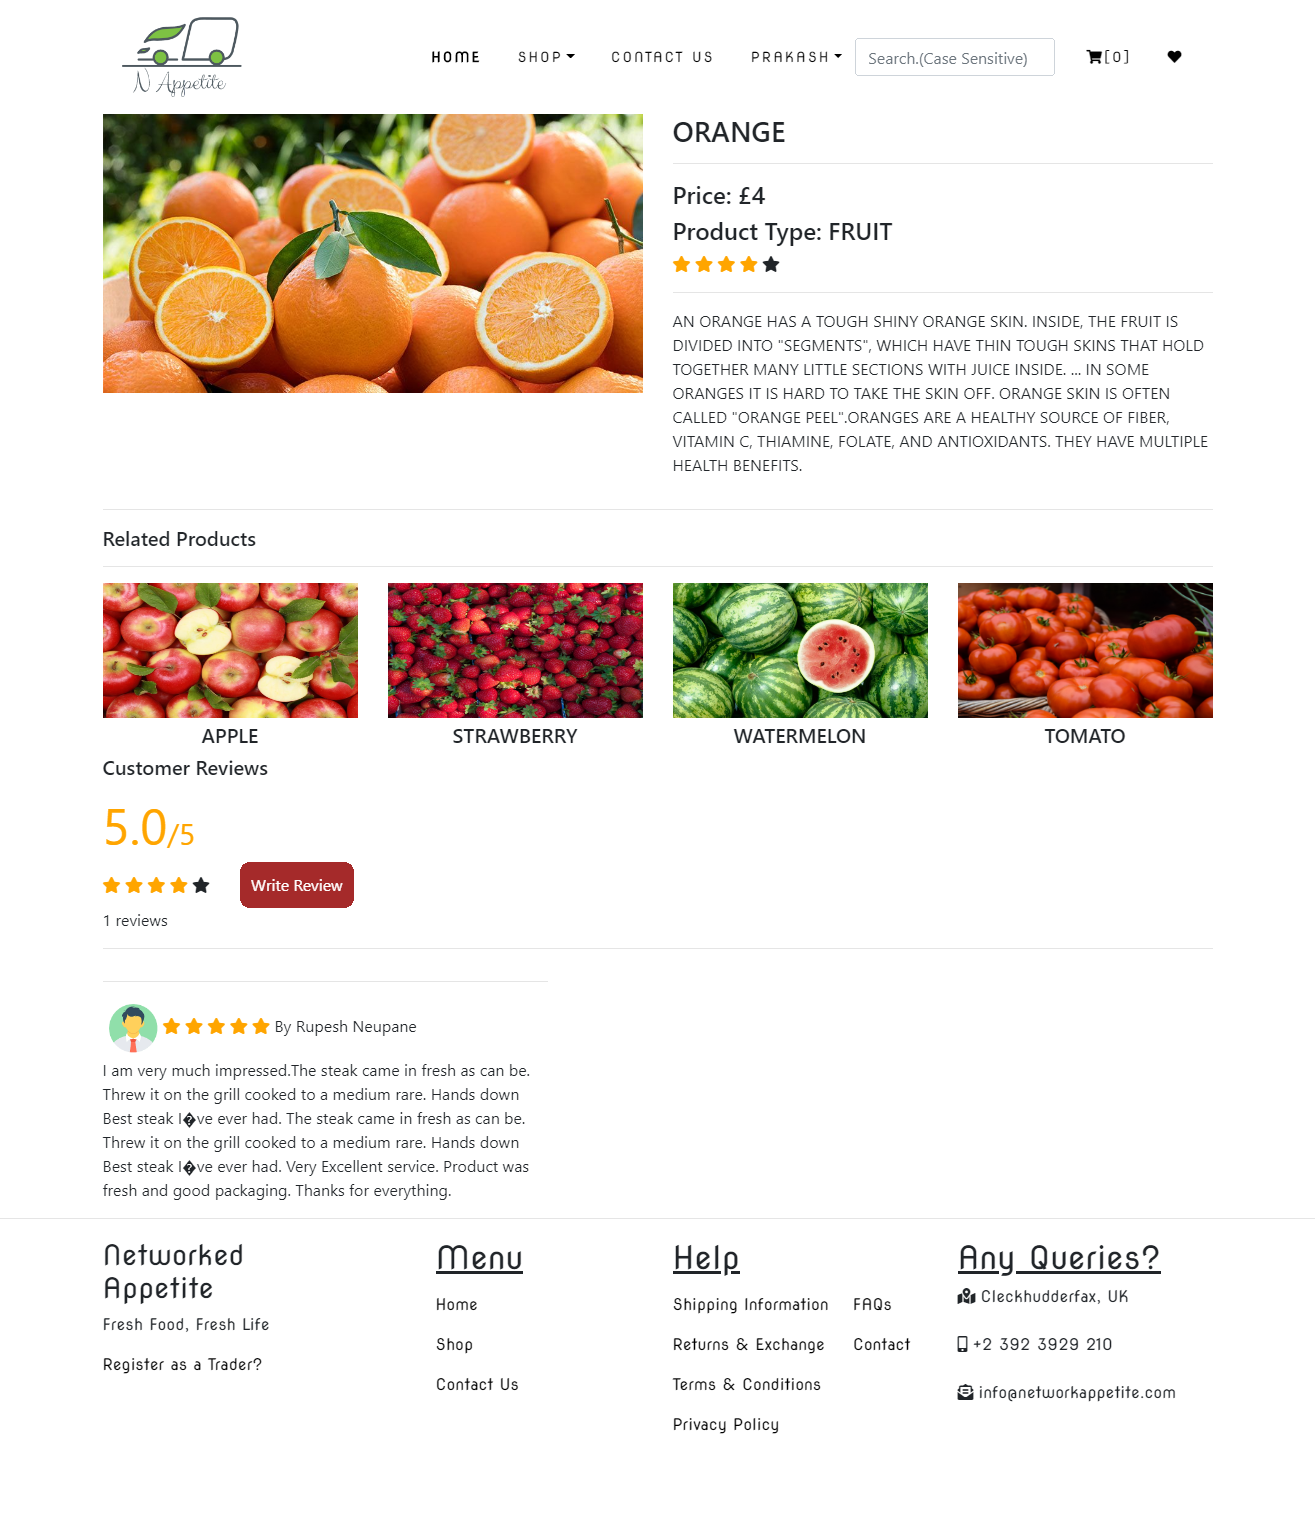 N Appetite
HOME SHOP CONTACT US PRAKASH Search.(Case Sensitive) [0]
ORANGE
Price: £4
Product Type: FRUIT
AN ORANGE HAS A TOUGH SHINY ORANGE SKIN. INSIDE, THE FRUIT IS
DIVIDED INTO "SEGMENTS", WHICH HAVE THIN TOUGH SKINS THAT HOLD
TOGETHER MANY LITTLE SECTIONS WITH JUICE INSIDE. ... IN SOME
ORANGES IT IS HARD TO TAKE THE SKIN OFF. ORANGE SKIN IS OFTEN
CALLED "ORANGE PEEL".ORANGES ARE A HEALTHY SOURCE OF FIBER,
VITAMIN C, THIAMINE, FOLATE, AND ANTIOXIDANTS. THEY HAVE MULTIPLE
HEALTH BENEFITS.
Related Products
APPLE STRAWBERRY WATERMELON TOMATO
Customer Reviews
5.0/5
Write Review
1 reviews
By Rupesh Neupane
I am very much impressed.The steak came in fresh as can be.
Threw it on the grill cooked to a medium rare. Hands down
Best steak I�ve ever had. The steak came in fresh as can be.
Threw it on the grill cooked to a medium rare. Hands down
Best steak I�ve ever had. Very Excellent service. Product was
fresh and good packaging. Thanks for everything.
Networked
Appetite
Fresh Food, Fresh Life
Register as a Trader?
Menu
Home
Shop
Contact Us
Help
Shipping Information
Returns & Exchange
Terms & Conditions
Privacy Policy
FAQs
Contact
Any Queries?
Cleckhudderfax, UK
+2 392 3929 210
info@networkappetite.com